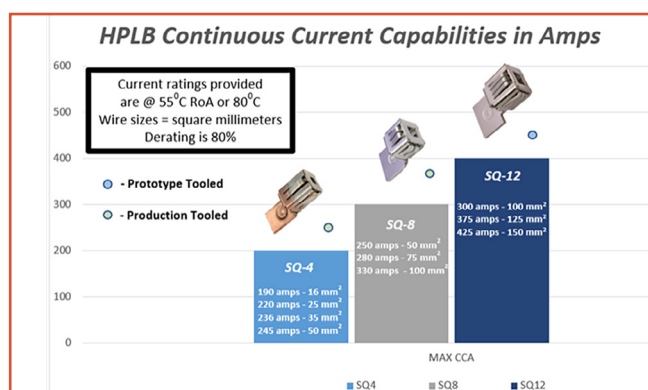 HPLB Continuous Current Capabilities in Amps
600
500
400
300
200
100
0
Current ratings provided
are @ 55⁰C RoA or 80⁰C
Wire sizes = square millimeters
Derating is 80%
- Prototype Tooled
- Production Tooled
SQ-4
190 amps - 16 mm²
220 amps - 25 mm²
236 amps - 35 mm²
245 amps - 50 mm²
SQ-8
250 amps - 50 mm²
280 amps - 75 mm²
330 amps - 100 mm²
SQ-12
300 amps - 100 mm²
375 amps - 125 mm²
425 amps - 150 mm²
MAX CCA
SQ4
SQ8
SQ12